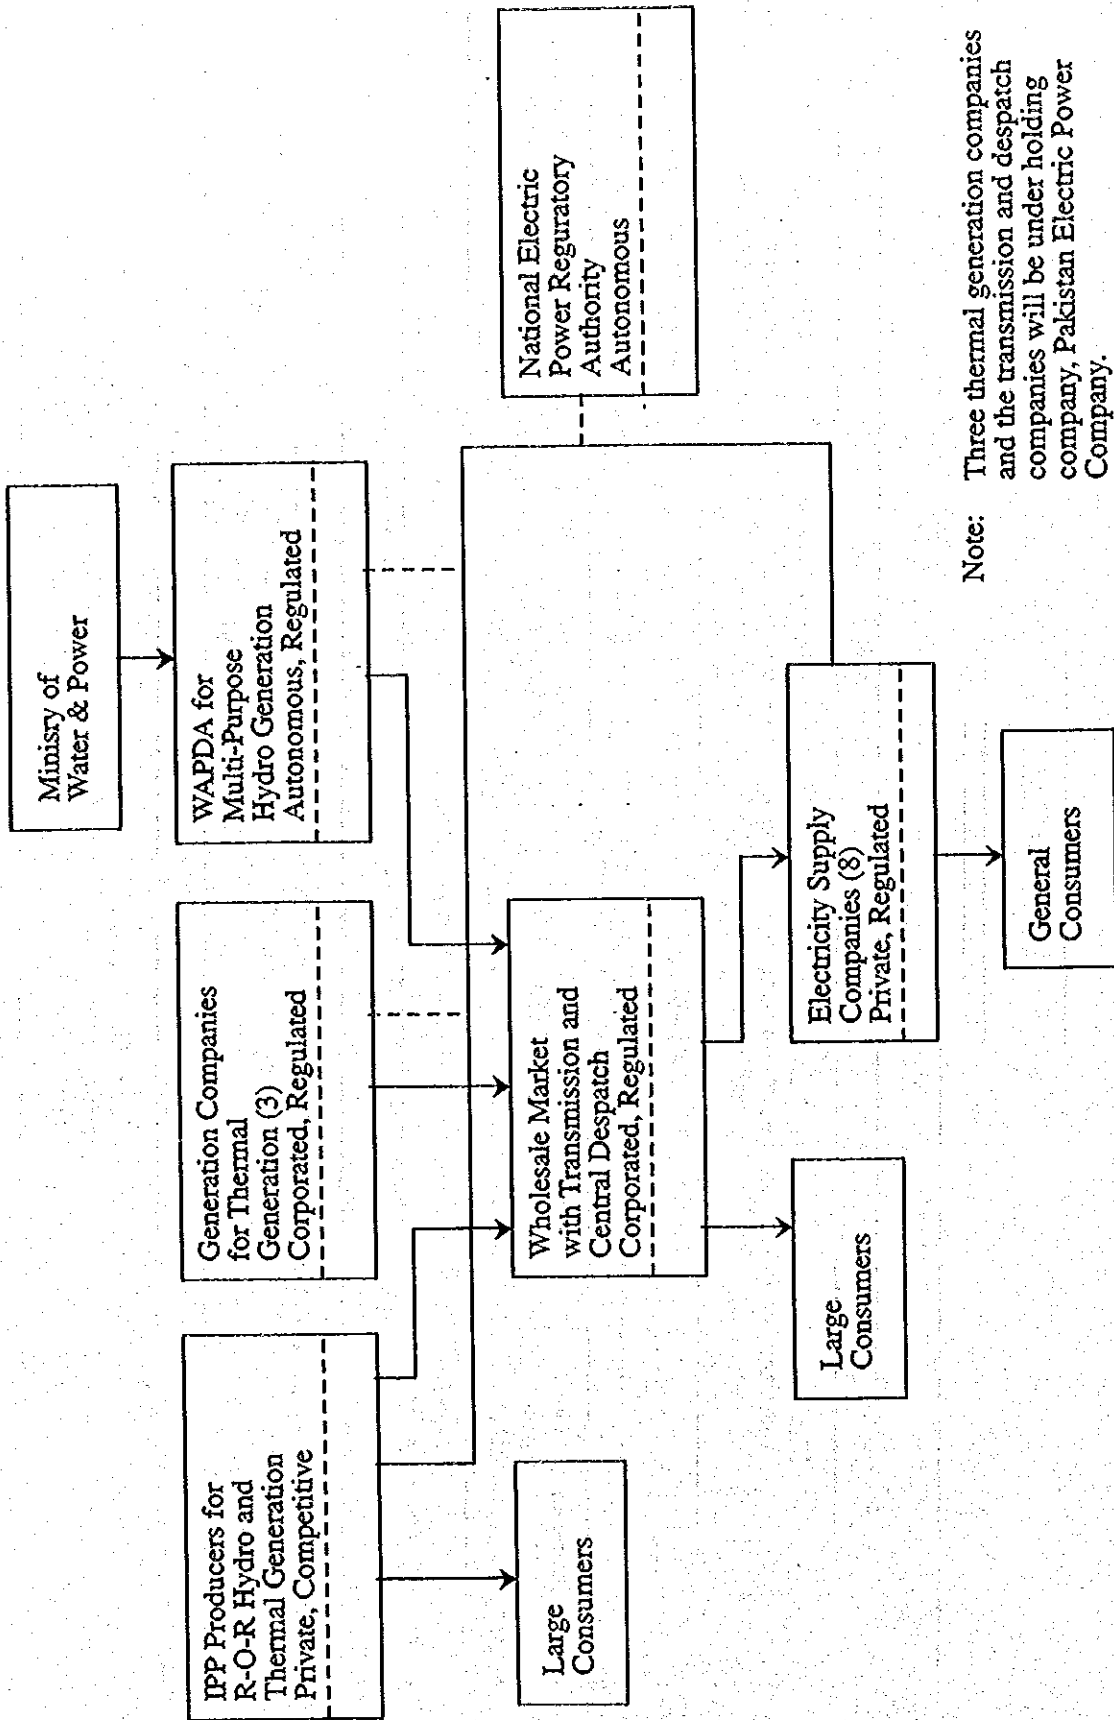 Minisry of
Water & Power
IPP Producers for
R-O-R Hydro and
Thermal Generation
Private, Competitive
Generation Companies
for Thermal
Generation (3)
Corporated, Regulated
WAPDA for
Multi-Purpose
Hydro Generation
Autonomous, Regulated
Large
Consumers
Wholesale Market
with Transmission and
Central Despatch
Corporated, Regulated
National Electric
Power Reguratory
Authority
Autonomous
Large
Consumers
Electricity Supply
Companies (8)
Private, Regulated
General
Consumers
Note: Three thermal generation companies
and the transmission and despatch
companies will be under holding
company, Pakistan Electric Power
Company.